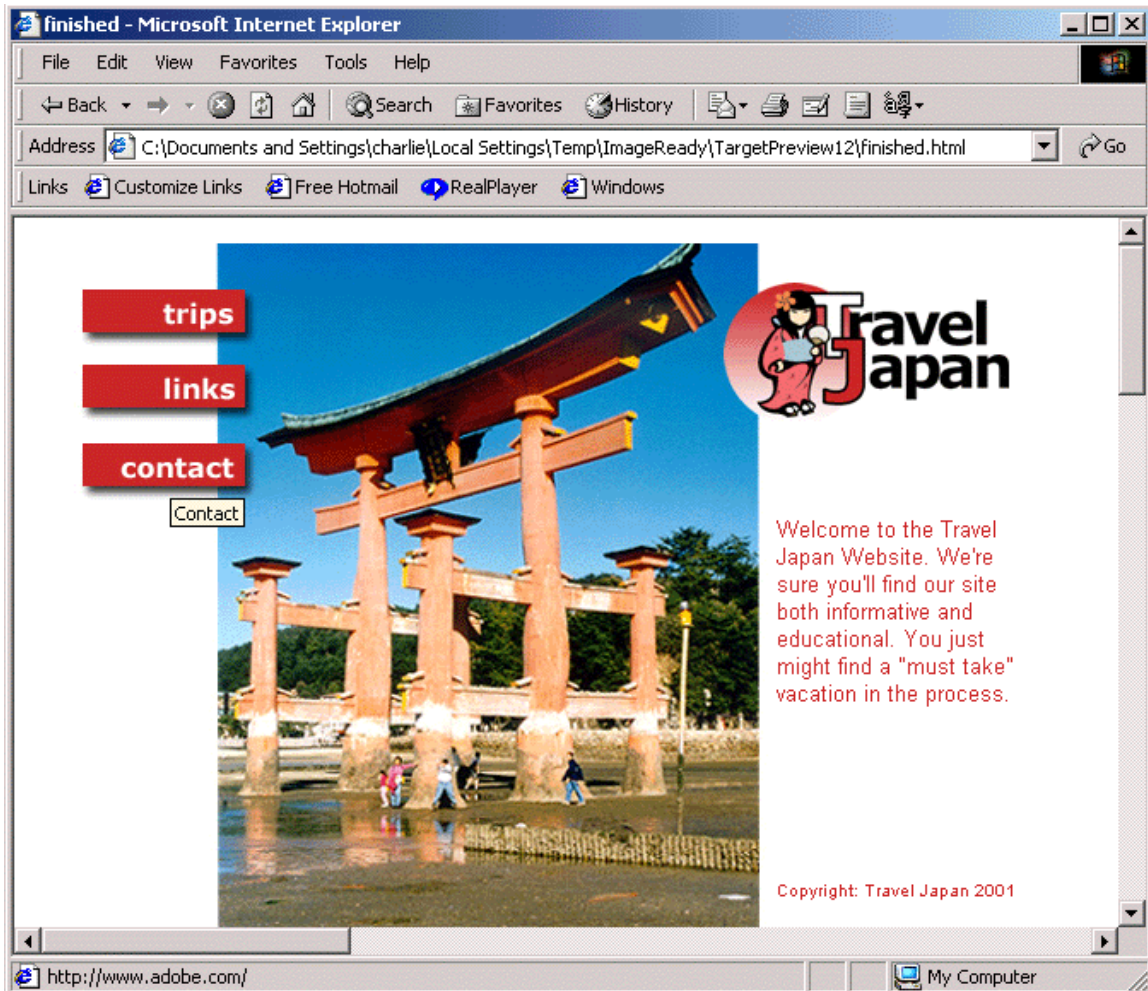 finished - Microsoft Internet Explorer
File Edit View Favorites Tools Help
Back Search Favorites History
Address C:\Documents and Settings\charlie\Local Settings\Temp\ImageReady\TargetPreview12\finished.html Go
Links Customize Links Free Hotmail RealPlayer Windows
trips
links
contact
Contact
Travel
Japan
Welcome to the Travel
Japan Website. We're
sure you'll find our site
both informative and
educational. You just
might find a "must take"
vacation in the process.
Copyright: Travel Japan 2001
http://www.adobe.com/ My Computer